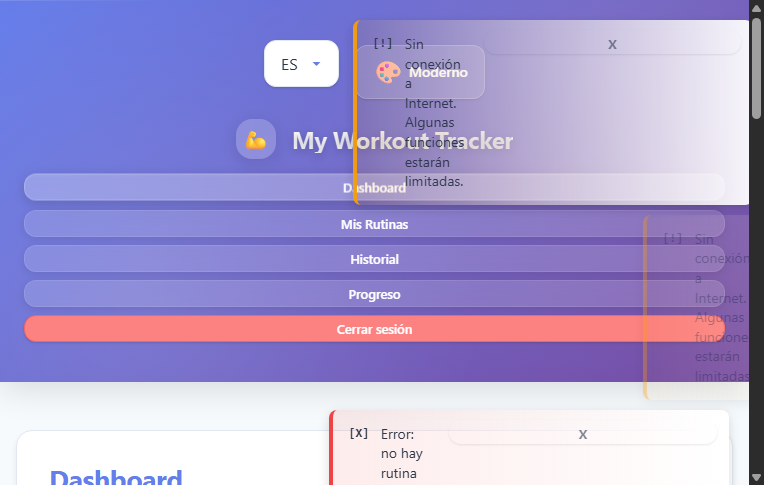 ES
Moderno
[!] Sin
conexión
a
Internet.
Algunas
funciones
estarán
limitadas.
X
My Workout Tracker
Dashboard
Mis Rutinas
Historial
Progreso
Cerrar sesión
[!] Sin
conexión
a
Internet.
Algunas
funciones
estarán
limitadas.
[X] Error:
no hay
rutina
X
Dashboard